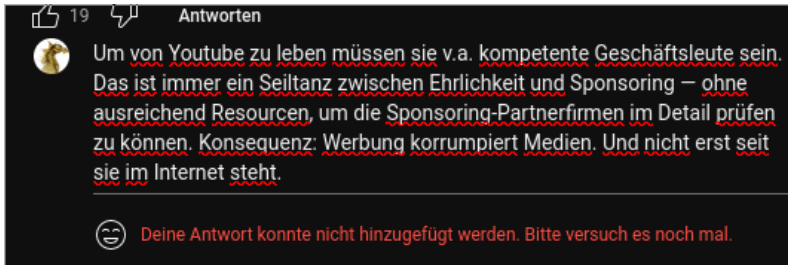 19 Antworten
Um von Youtube zu leben müssen sie v.a. kompetente Geschäftsleute sein.
Das ist immer ein Seiltanz zwischen Ehrlichkeit und Sponsoring — ohne
ausreichend Resourcen, um die Sponsoring-Partnerfirmen im Detail prüfen
zu können. Konsequenz: Werbung korrumpiert Medien. Und nicht erst seit
sie im Internet steht.
Deine Antwort konnte nicht hinzugefügt werden. Bitte versuch es noch mal.